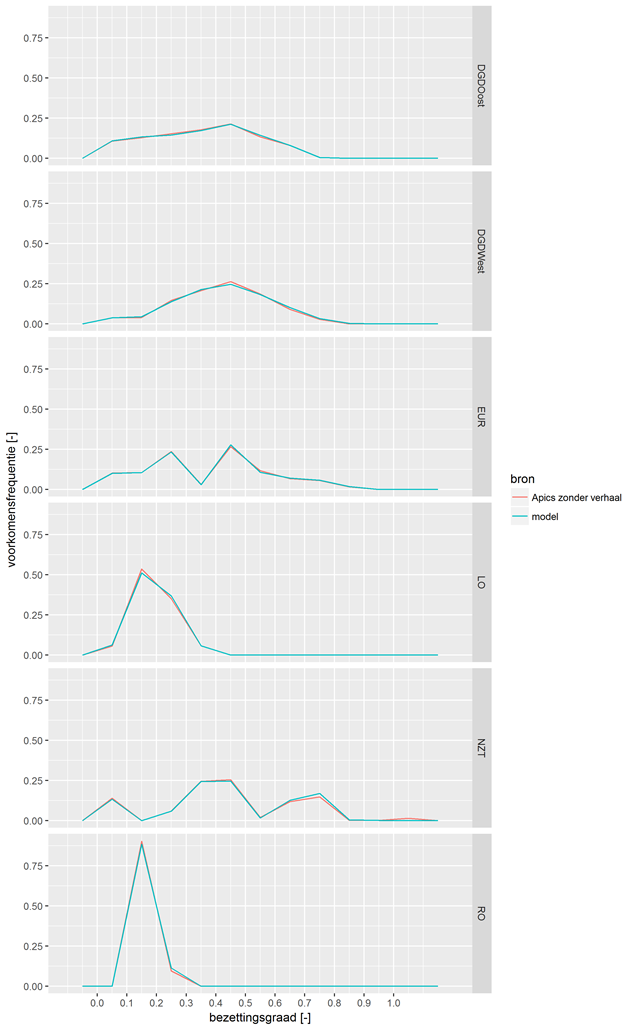 0.75
0.50
0.25
0.00
DGDOost
0.75
0.50
0.25
0.00
DGDWest
0.75
0.50
0.25
0.00
EUR
voorkomensfrequentie [-]
bron
Apics zonder verhaal
model
0.75
0.50
0.25
0.00
LO
0.75
0.50
0.25
0.00
NZT
0.75
0.50
0.25
0.00
RO
0.0 0.1 0.2 0.3 0.4 0.5 0.6 0.7 0.8 0.9 1.0
bezettingsgraad [-]